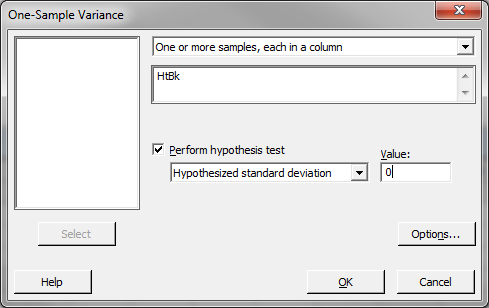 One-Sample Variance
One or more samples, each in a column
HtBk
Perform hypothesis test
Value:
Hypothesized standard deviation
0
Select
Options...
Help
OK
Cancel